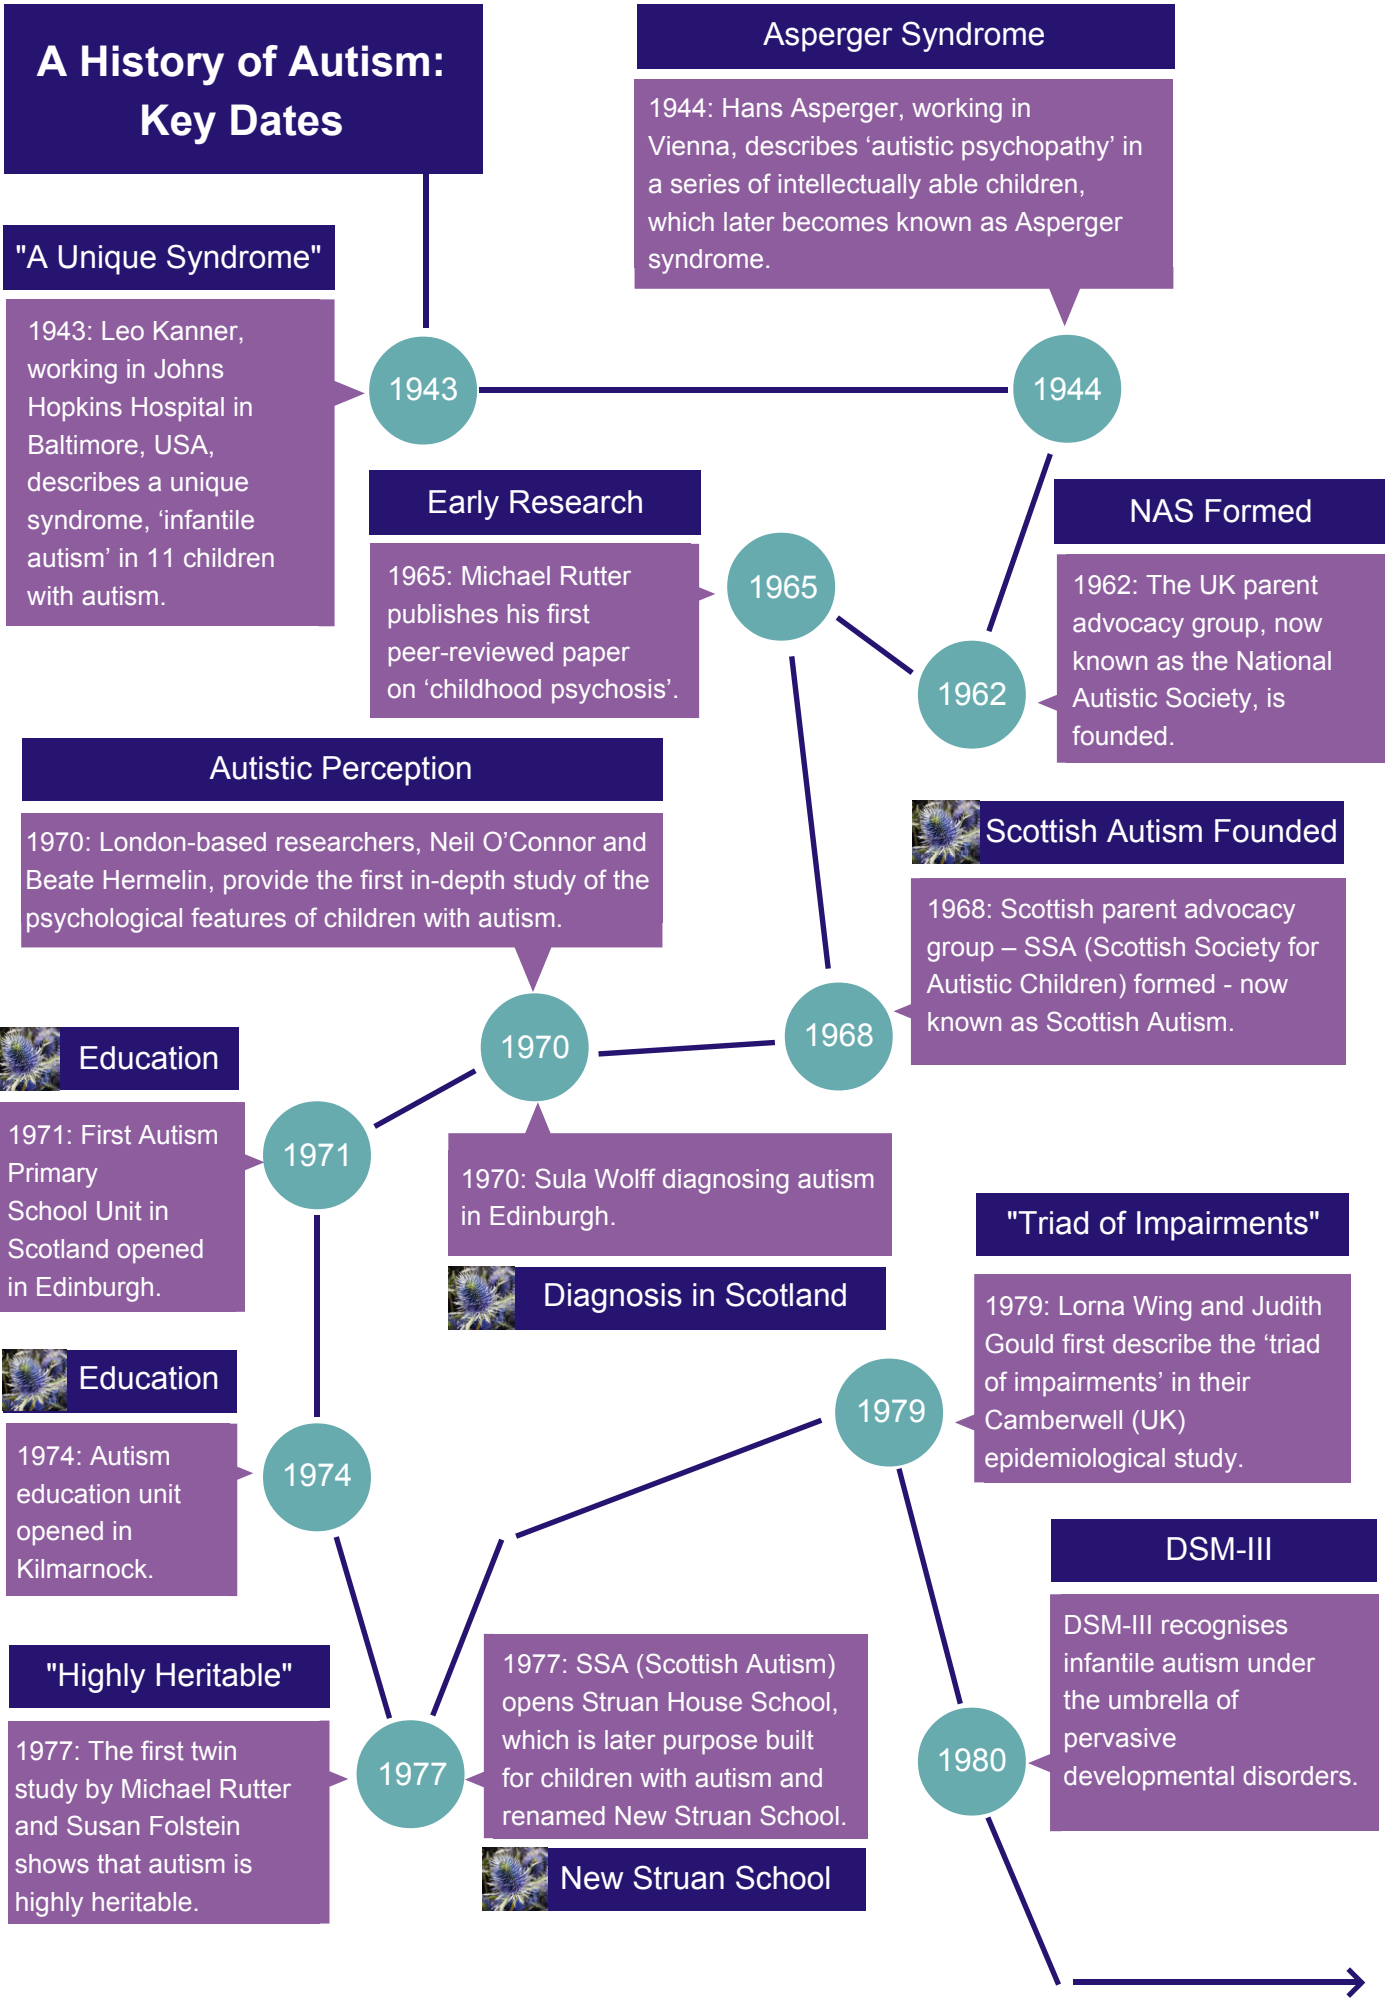 A History of Autism:
Key Dates
"A Unique Syndrome"
1943: Leo Kanner,
working in Johns
Hopkins Hospital in
Baltimore, USA,
describes a unique
syndrome, ‘infantile
autism’ in 11 children
with autism.
1943
Asperger Syndrome
1944: Hans Asperger, working in
Vienna, describes ‘autistic psychopathy’ in
a series of intellectually able children,
which later becomes known as Asperger
syndrome.
1944
NAS Formed
1962: The UK parent
advocacy group, now
known as the National
Autistic Society, is
founded.
1962
Early Research
1965: Michael Rutter
publishes his first
peer-reviewed paper
on ‘childhood psychosis’.
1965
Scottish Autism Founded
1968: Scottish parent advocacy
group – SSA (Scottish Society for
Autistic Children) formed - now
known as Scottish Autism.
1968
Autistic Perception
1970: London-based researchers, Neil O’Connor and
Beate Hermelin, provide the first in-depth study of the
psychological features of children with autism.
1970
1970: Sula Wolff diagnosing autism
in Edinburgh.
Diagnosis in Scotland
Education
1971: First Autism
Primary
School Unit in
Scotland opened
in Edinburgh.
1971
Education
1974: Autism
education unit
opened in
Kilmarnock.
1974
"Highly Heritable"
1977: The first twin
study by Michael Rutter
and Susan Folstein
shows that autism is
highly heritable.
1977
1977: SSA (Scottish Autism)
opens Struan House School,
which is later purpose built
for children with autism and
renamed New Struan School.
New Struan School
"Triad of Impairments"
1979: Lorna Wing and Judith
Gould first describe the ‘triad
of impairments’ in their
Camberwell (UK)
epidemiological study.
1979
DSM-III
DSM-III recognises
infantile autism under
the umbrella of
pervasive
developmental disorders.
1980